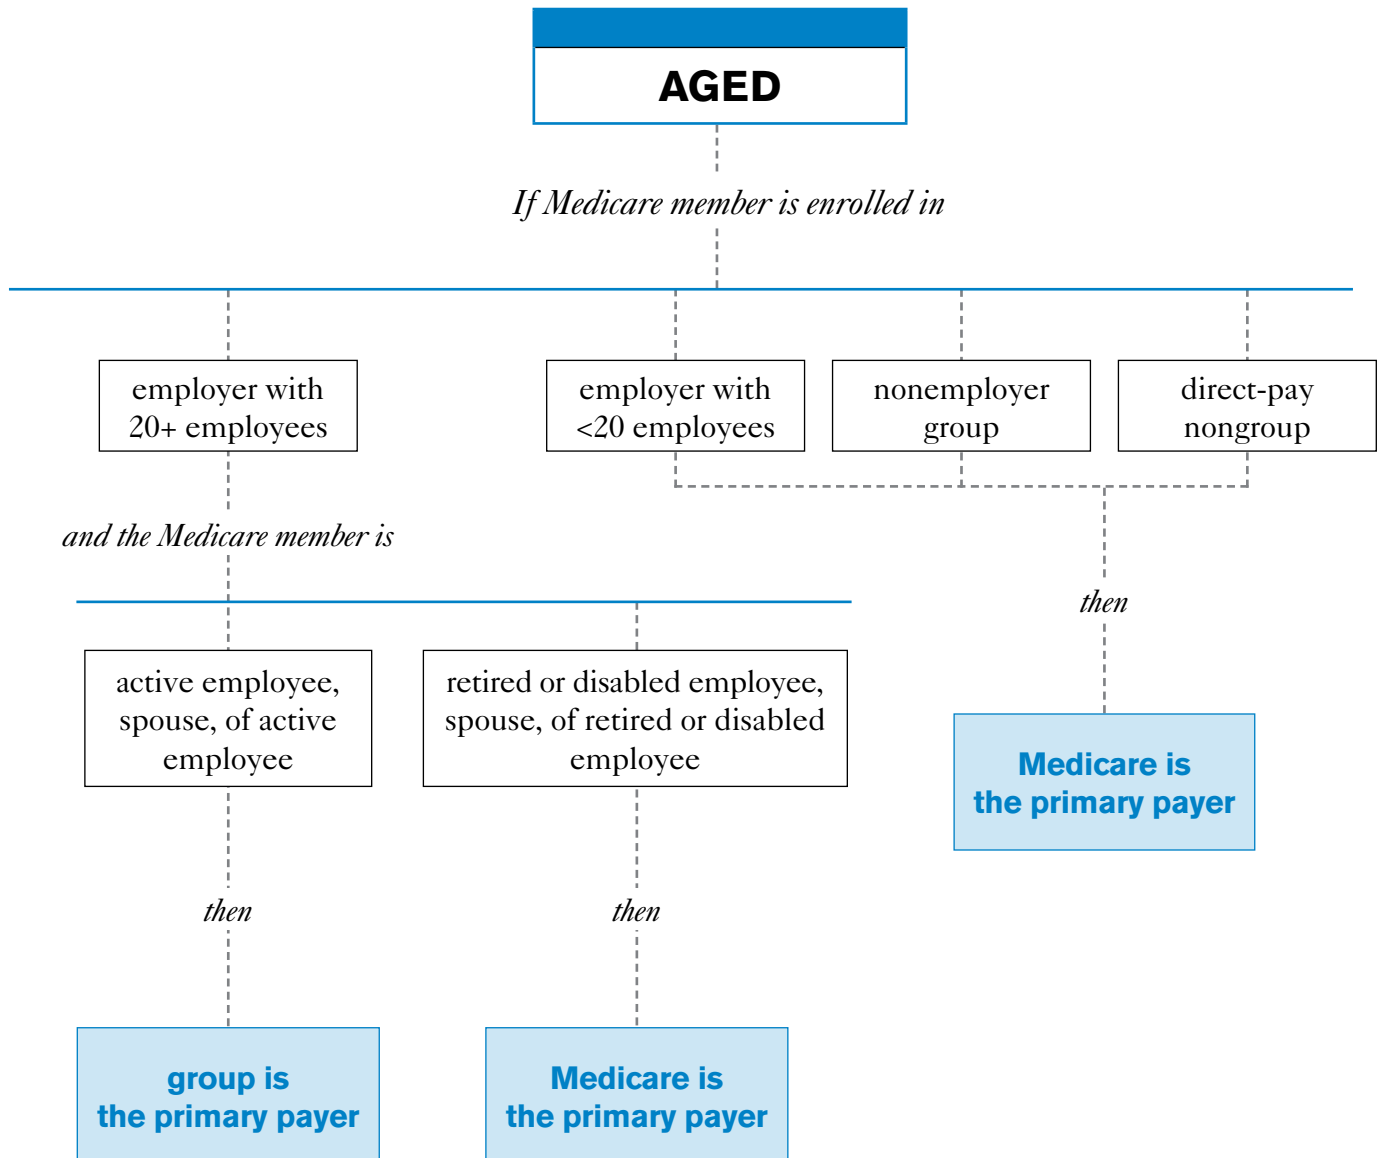 AGED
If Medicare member is enrolled in
employer with
20+ employees
employer with
<20 employees
nonemployer
group
direct-pay
nongroup
and the Medicare member is
then
active employee,
spouse, of active
employee
retired or disabled employee,
spouse, of retired or disabled
employee
Medicare is
the primary payer
then
then
group is
the primary payer
Medicare is
the primary payer